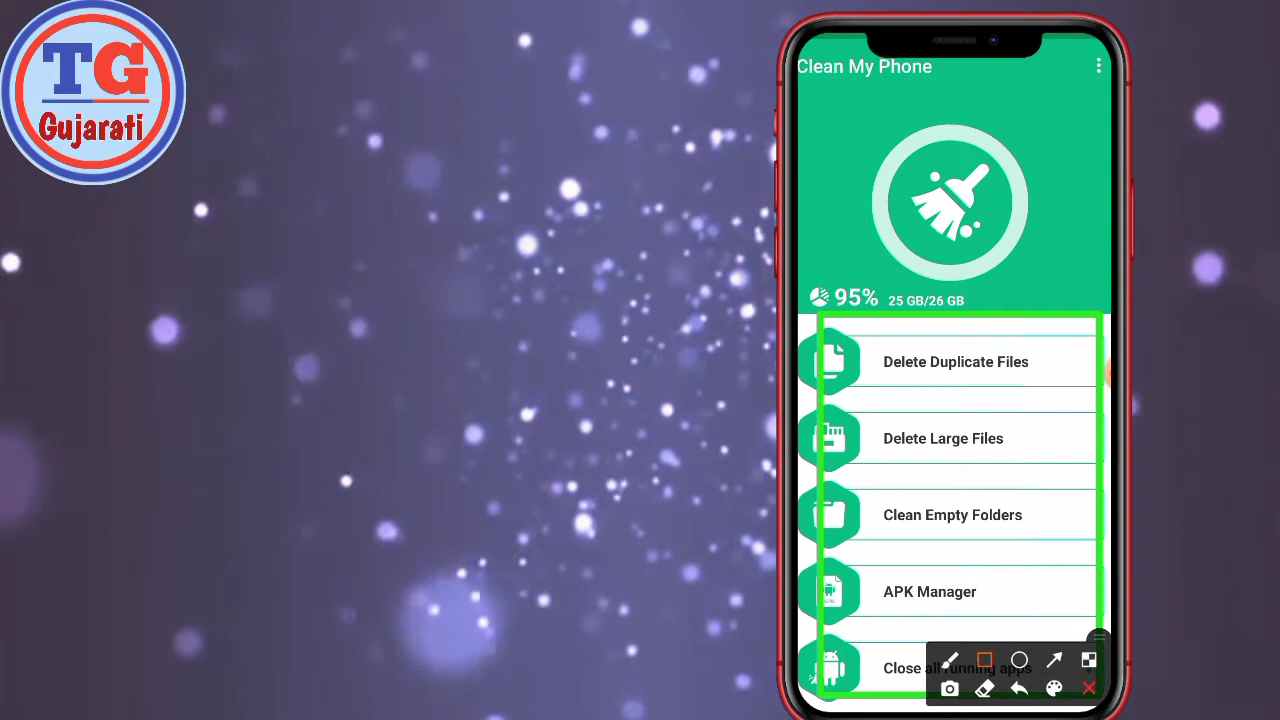 TG
Gujarati
Clean My Phone
95% 25 GB/26 GB
Delete Duplicate Files
Delete Large Files
Clean Empty Folders
APK Manager
Close all running apps